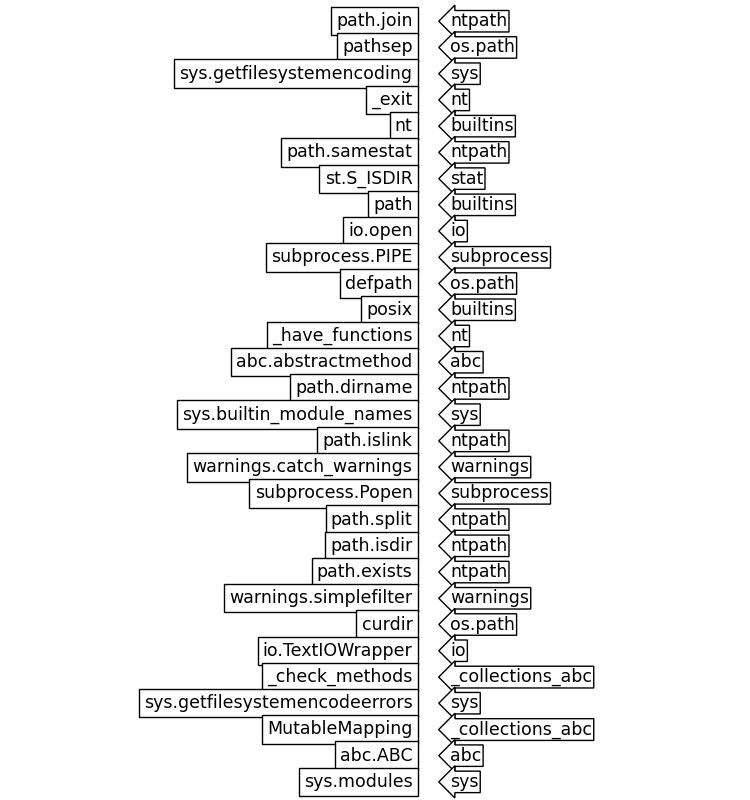 path.join ntpath
pathsep os.path
sys.getfilesystemencoding sys
_exit nt
nt builtins
path.samestat ntpath
st.S_ISDIR stat
path builtins
io.open io
subprocess.PIPE subprocess
defpath os.path
posix builtins
_have_functions nt
abc.abstractmethod abc
path.dirname ntpath
sys.builtin_module_names sys
path.islink ntpath
warnings.catch_warnings warnings
subprocess.Popen subprocess
path.split ntpath
path.isdir ntpath
path.exists ntpath
warnings.simplefilter warnings
curdir os.path
io.TextIOWrapper io
_check_methods _collections_abc
sys.getfilesystemencodeerrors sys
MutableMapping _collections_abc
abc.ABC abc
sys.modules sys